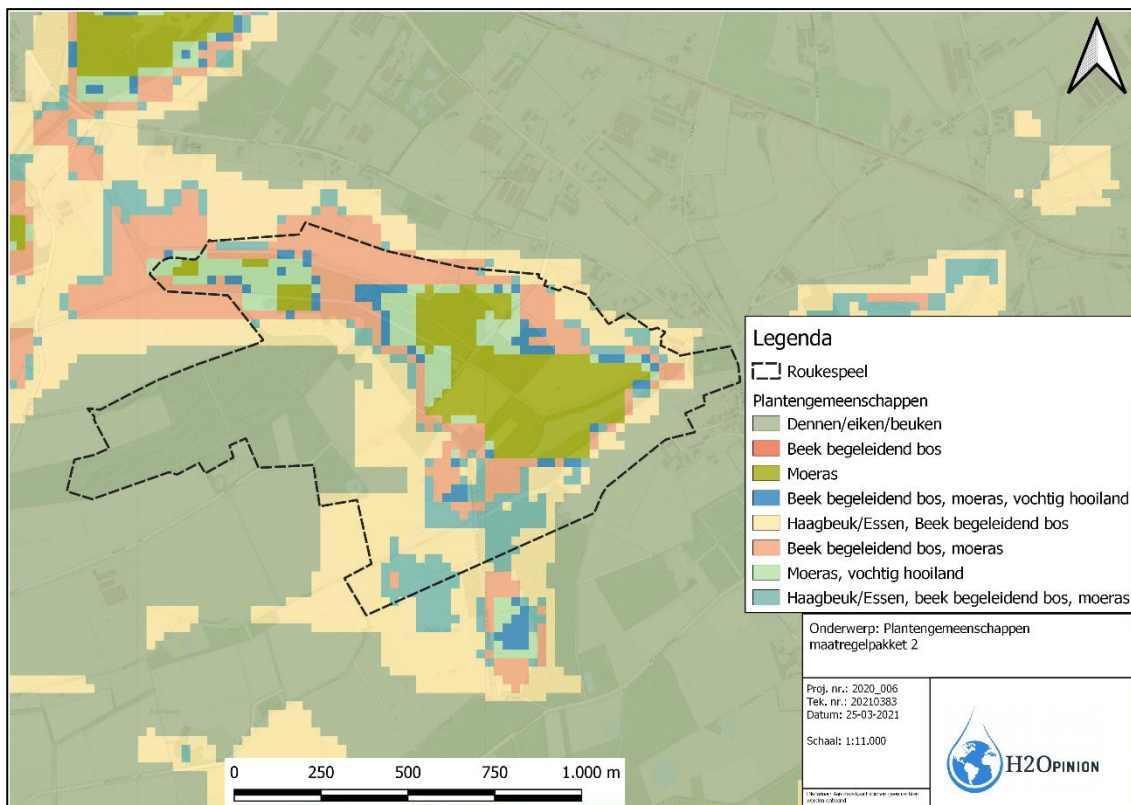 Legenda
Roukespeel
Plantengemeenschappen
Dennen/eiken/beuken
Beek begeleidend bos
Moeras
Beek begeleidend bos, moeras, vochtig hooiland
Haagbeuk/Essen, Beek begeleidend bos
Beek begeleidend bos, moeras
Moeras, vochtig hooiland
Haagbeuk/Essen, beek begeleidend bos, moeras
Onderwerp: Plantengemeenschappen
maatregelpakket 2
Proj. nr.: 2020_006
Tek. nr.: 20210383
Datum: 25-03-2021
Schaal: 1:11.000
H2OPINION
0 250 500 750 1.000 m